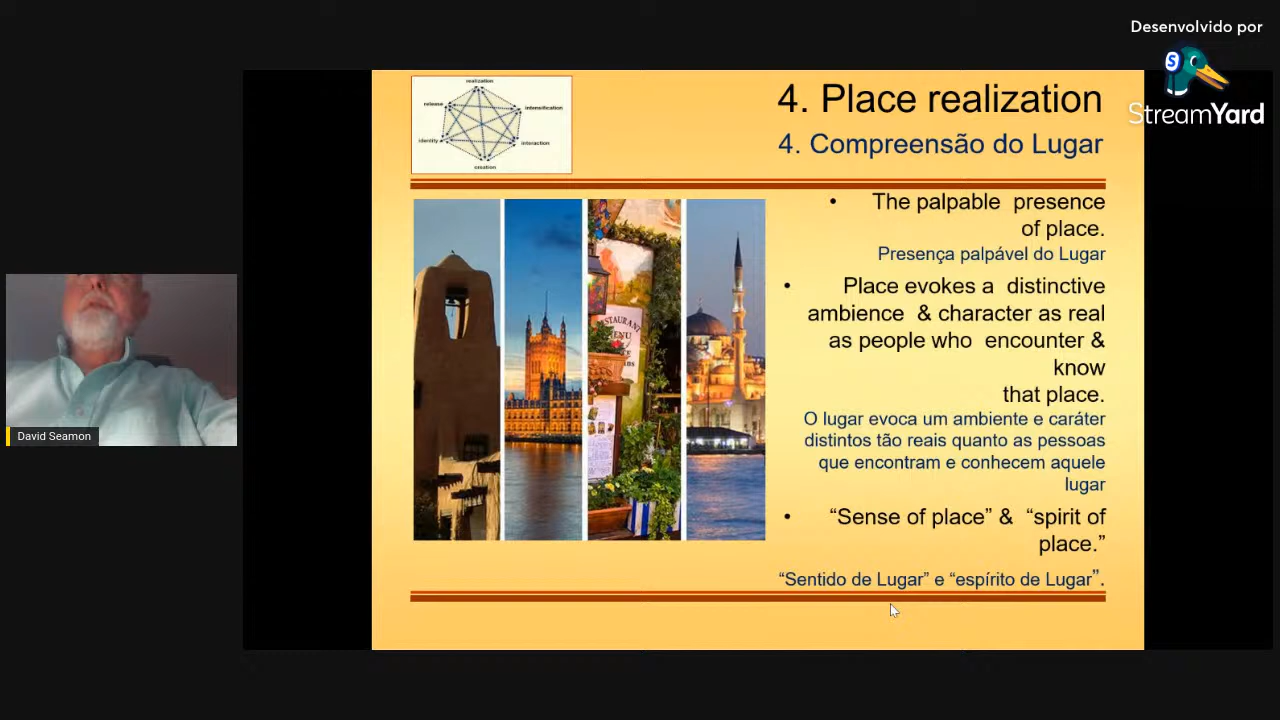 Desenvolvido por
StreamYard
realization
release
intensification
identity
interaction
creation
4. Place realization
4. Compreensão do Lugar
• The palpable presence
of place.
Presença palpável do Lugar
• Place evokes a distinctive
ambience & character as real
as people who encounter &
know
that place.
O lugar evoca um ambiente e caráter
distintos tão reais quanto as pessoas
que encontram e conhecem aquele
lugar
• “Sense of place” & “spirit of
place.”
“Sentido de Lugar” e “espírito de Lugar”.
RESTAURANT
MENU
David Seamon